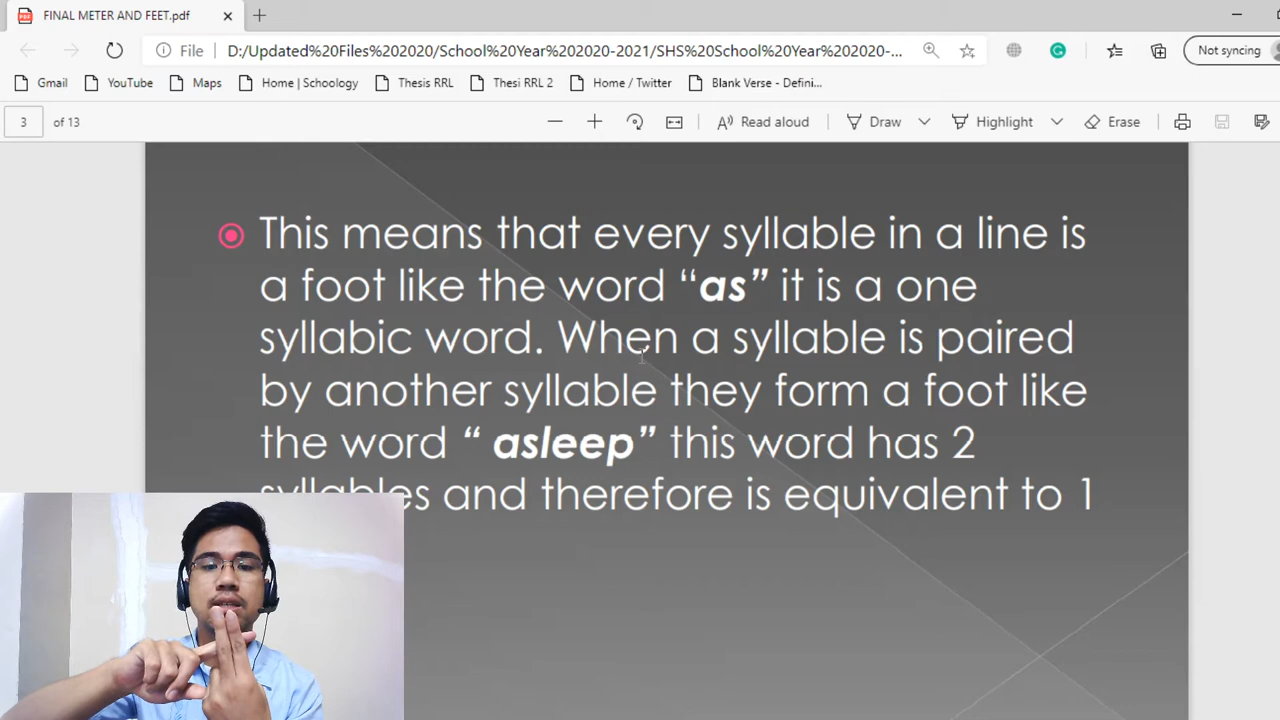 FINAL METER AND FEET.pdf
File D:/Updated%20Files%202020/School%20Year%202020-2021/SHS%20School%20Year%202020-...
Not syncing
Gmail YouTube Maps Home | Schoology Thesis RRL Thesi RRL 2 Home / Twitter Blank Verse - Defini...
3 of 13 Read aloud Draw Highlight Erase
This means that every syllable in a line is
a foot like the word “as” it is a one
syllabic word. When a syllable is paired
by another syllable they form a foot like
the word “ asleep” this word has 2
syllables and therefore is equivalent to 1